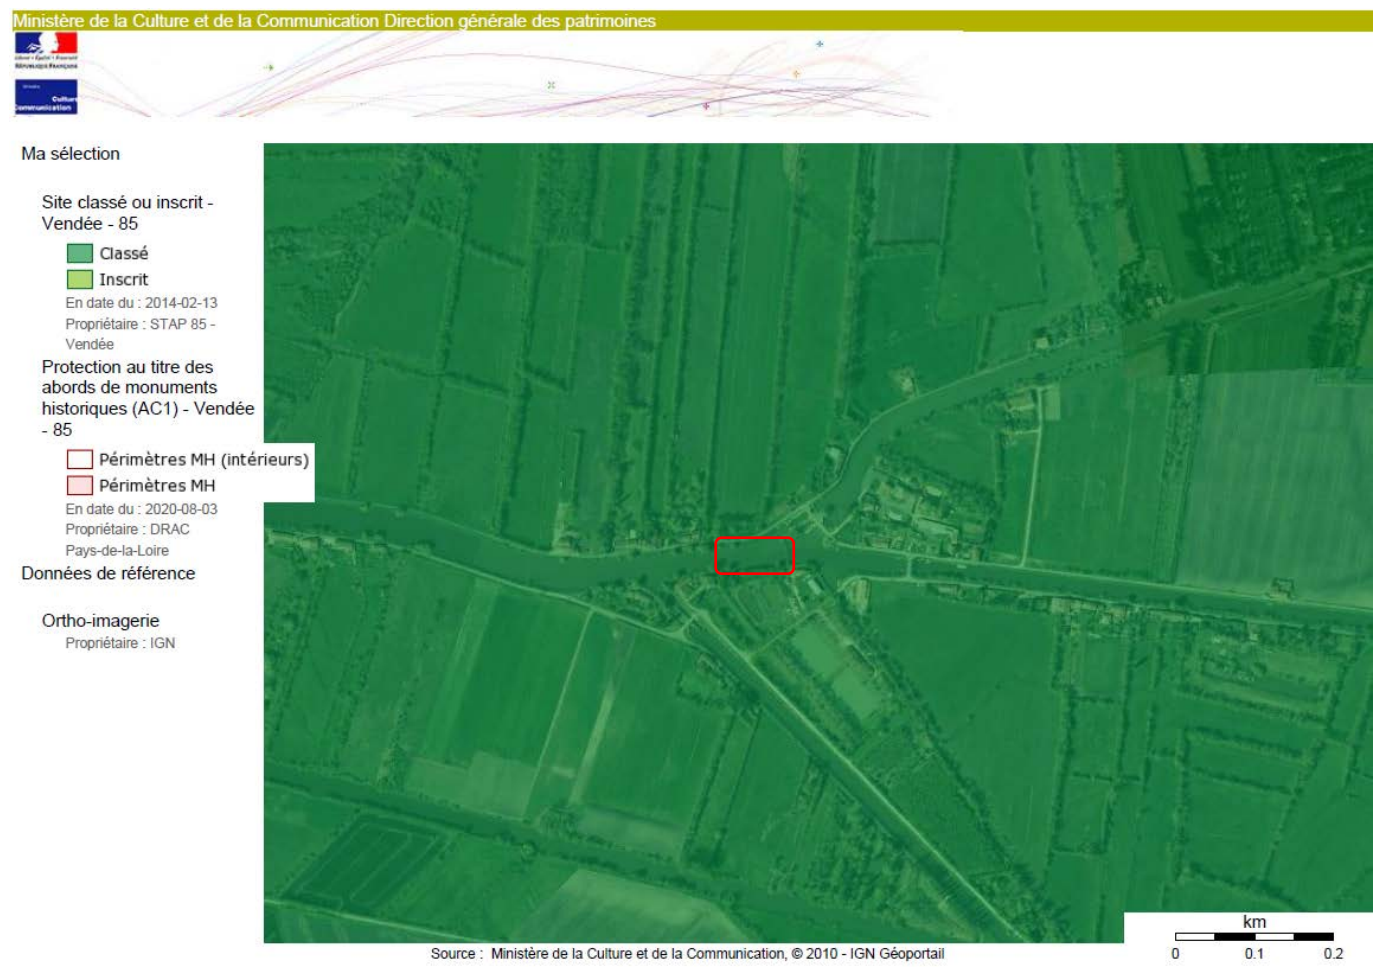 Ministère de la Culture et de la Communication Direction générale des patrimoines
RÉPUBLIQUE FRANÇAISE
Culture
Communication
Ma sélection
Site classé ou inscrit -
Vendée - 85
Classé
Inscrit
En date du : 2014-02-13
Propriétaire : STAP 85 -
Vendée
Protection au titre des
abords de monuments
historiques (AC1) - Vendée
- 85
Périmètres MH (intérieurs)
Périmètres MH
En date du : 2020-08-03
Propriétaire : DRAC
Pays-de-la-Loire
Données de référence
Ortho-imagerie
Propriétaire : IGN
km
0 0.1 0.2
Source : Ministère de la Culture et de la Communication, © 2010 - IGN Géoportail